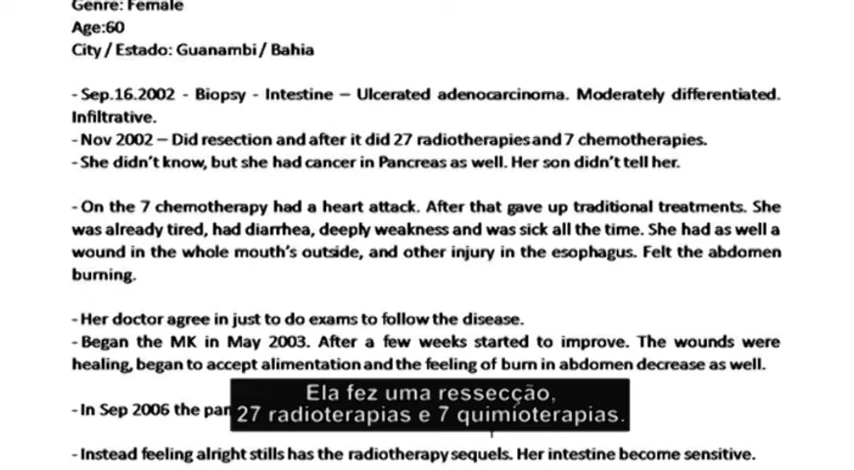 Genre: Female
Age:60
City / Estado: Guanambi / Bahia
- Sep.16.2002 - Biopsy - Intestine – Ulcerated adenocarcinoma. Moderately differentiated.
Infiltrative.
- Nov 2002 – Did resection and after it did 27 radiotherapies and 7 chemotherapies.
- She didn't know, but she had cancer in Pancreas as well. Her son didn't tell her.
- On the 7 chemotherapy had a heart attack. After that gave up traditional treatments. She
was already tired, had diarrhea, deeply weakness and was sick all the time. She had as well a
wound in the whole mouth's outside, and other injury in the esophagus. Felt the abdomen
burning.
- Her doctor agree in just to do exams to follow the disease.
- Began the MK in May 2003. After a few weeks started to improve. The wounds were
healing, began to accept alimentation and the feeling of burn in abdomen decrease as well.
- In Sep 2006 the
Ela fez uma ressecção,
27 radioterapias e 7 quimioterapias.
- Instead feeling alright stills has the radiotherapy sequels. Her intestine become sensitive.